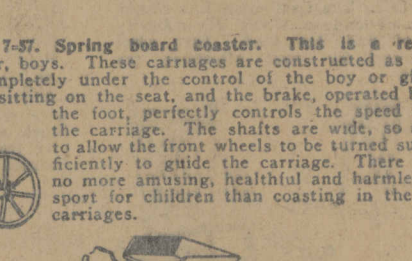 7-57. Spring board coaster. This is a re
r, boys. These carriages are constructed as
mpletely under the control of the boy or g
sitting on the seat, and the brake, operated b
the foot, perfectly controls the speed
the carriage. The shafts are wide, so
to allow the front wheels to be turned su
ficiently to guide the carriage. There
no more amusing, healthful and harmle
sport for children than coasting in the
carriages.